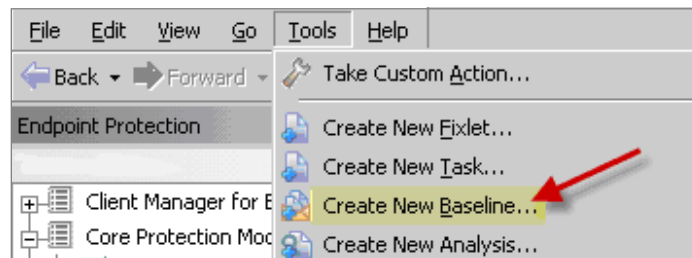 File Edit View Go Tools Help
Back Forward
Take Custom Action...
Endpoint Protection
Create New Fixlet...
Create New Task...
Client Manager for
Create New Baseline...
Core Protection
Create New Analysis...